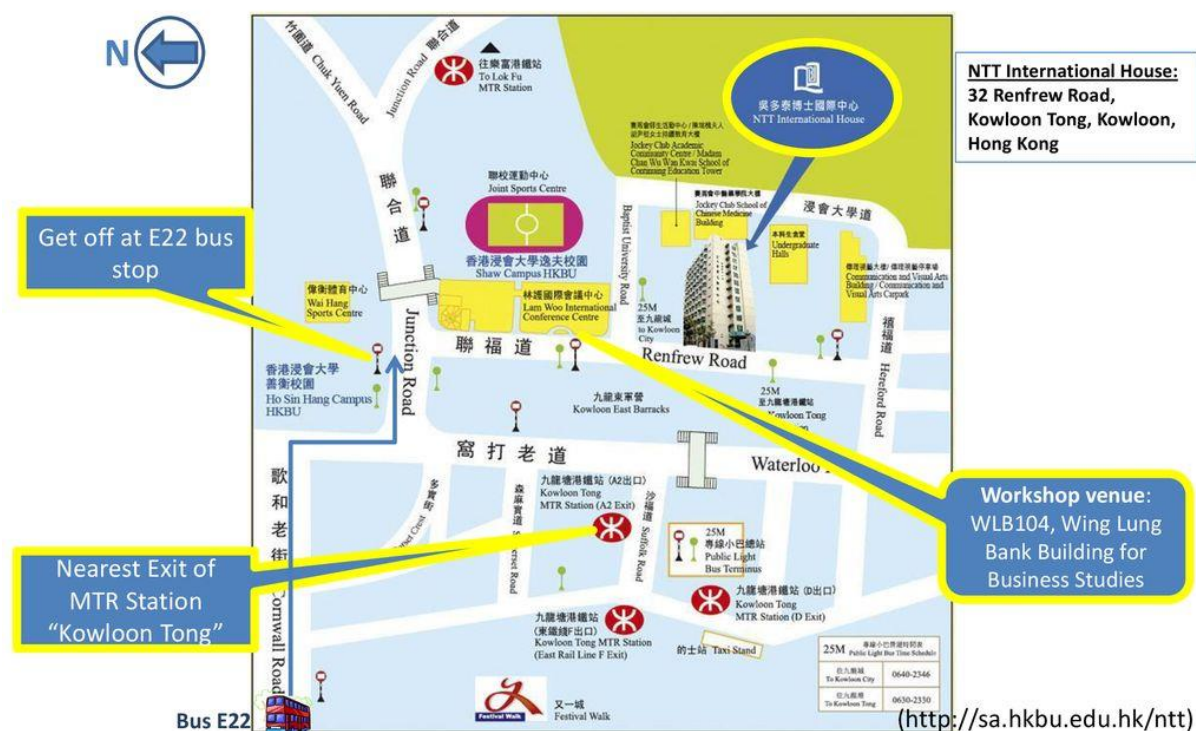 N
竹園道 Chuk Yuen Road
Junction Road 聯合道
往樂富港鐵站
To Lok Fu
MTR Station
吳多泰博士國際中心
NTT International House
NTT International House:
32 Renfrew Road,
Kowloon Tong, Kowloon,
Hong Kong
Jockey Club Academic
Community Centre / Madam
Chan Wu Wan Kwai School of
Continuing Education Tower
聯校運動中心
Joint Sports Centre
聯合道
Jockey Club School of
Chinese Medicine
Building
浸會大學道
Baptist University Road
本科生舍堂
Undergraduate
Halls
Communication and Visual Arts
Building / Communication and
Visual Arts Carpark
Get off at E22 bus
stop
香港浸會大學逸夫校園
Shaw Campus HKBU
偉衡體育中心
Wai Hang
Sports Centre
林護國際會議中心
Lam Woo International
Conference Centre
25M
至九龍城
to Kowloon
City
Junction Road
聯福道
Renfrew Road
禧福道 Hereford Road
香港浸會大學
善衡校園
Ho Sin Hang Campus
HKBU
九龍東軍營
Kowloon East Barracks
25M
至九龍塘港鐵站
Kowloon Tong
窩打老道
Waterloo
歌和老街
Cornwall Road
多實街
森麻實道
Somerset Road
九龍塘港鐵站 (A2出口)
Kowloon Tong
MTR Station (A2 Exit)
沙福道 Suffolk Road
25M
專線小巴總站
Public Light
Bus Terminus
Workshop venue:
WLB104, Wing Lung
Bank Building for
Business Studies
Nearest Exit of
MTR Station
“Kowloon Tong”
九龍塘港鐵站 (D出口)
Kowloon Tong
MTR Station (D Exit)
九龍塘港鐵站
(東鐵綫F出口)
Kowloon Tong MTR Station
(East Rail Line F Exit)
的士站 Taxi Stand
25M
Public Light Bus Time Schedule
往九龍城
To Kowloon City
0640-2346
To Kowloon Tong
0630-2330
Bus E22
Festival Walk
又一城
Festival Walk
(http://sa.hkbu.edu.hk/ntt)